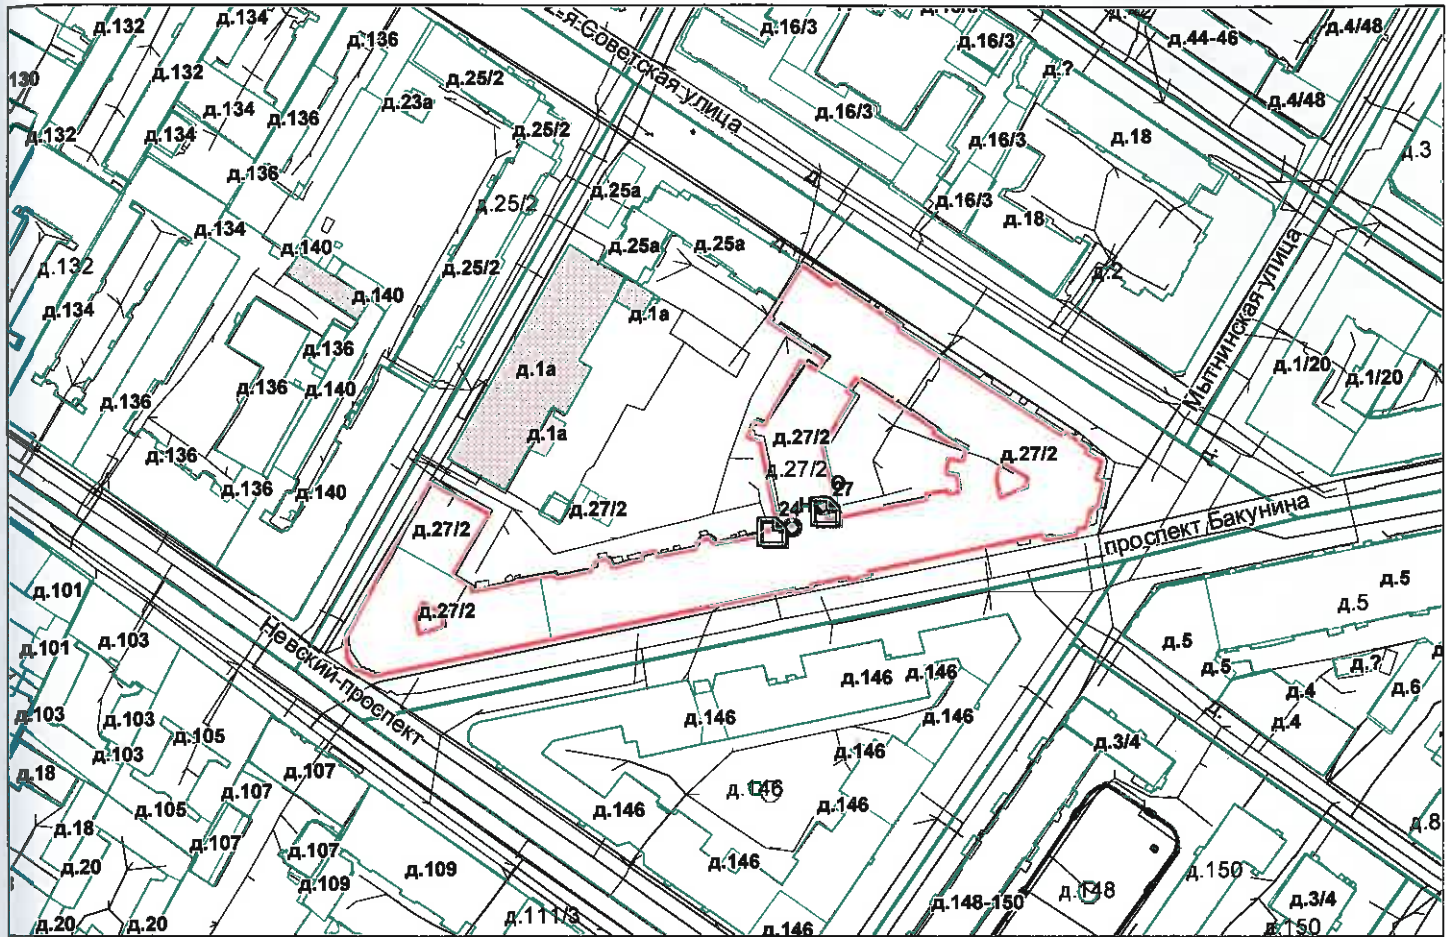 д.132
д.134
д.136
2-я Советская улица
д.16/3
д.16/3
д.44-46
д.4/48
130
д.132
д.25/2
д.?
д.23а
д.134
д.136
д.16/3
д.4/48
д.132
д.134
д.25/2
д.16/3
д.18
д.3
д.136
д.25а
д.16/3
д.25/2
д.18
д.134
д.140
д.25а
д.25а
д.132
д.25/2
д.2
Мытнинская улица
д.140
д.1а
д.134
д.136
д.1/20
д.1а
д.1/20
д.136
д.140
д.136
д.1а
д.27/2
д.136
д.27/2
д.27/2
д.136
д.140
27
д.27/2
24Н
д.27/2
проспект Бакунина
д.101
д.27/2
д.5
д.5
Невский проспект
д.103
д.5
д.101
д.5
д.?
д.146
д.146
д.6
д.4
д.103
д.103
д.105
д.146
д.146
д.4
д.103
д.146
д.3/4
д.18
д.107
д.107
д.146
д.105
д.146
д.146
д.8
д.18
д.107
д.107
д.20
д.109
д.109
д.146
д.150
д.148
д.148-150
д.3/4
д.20
д.20
д.111/3
д.146
д.150